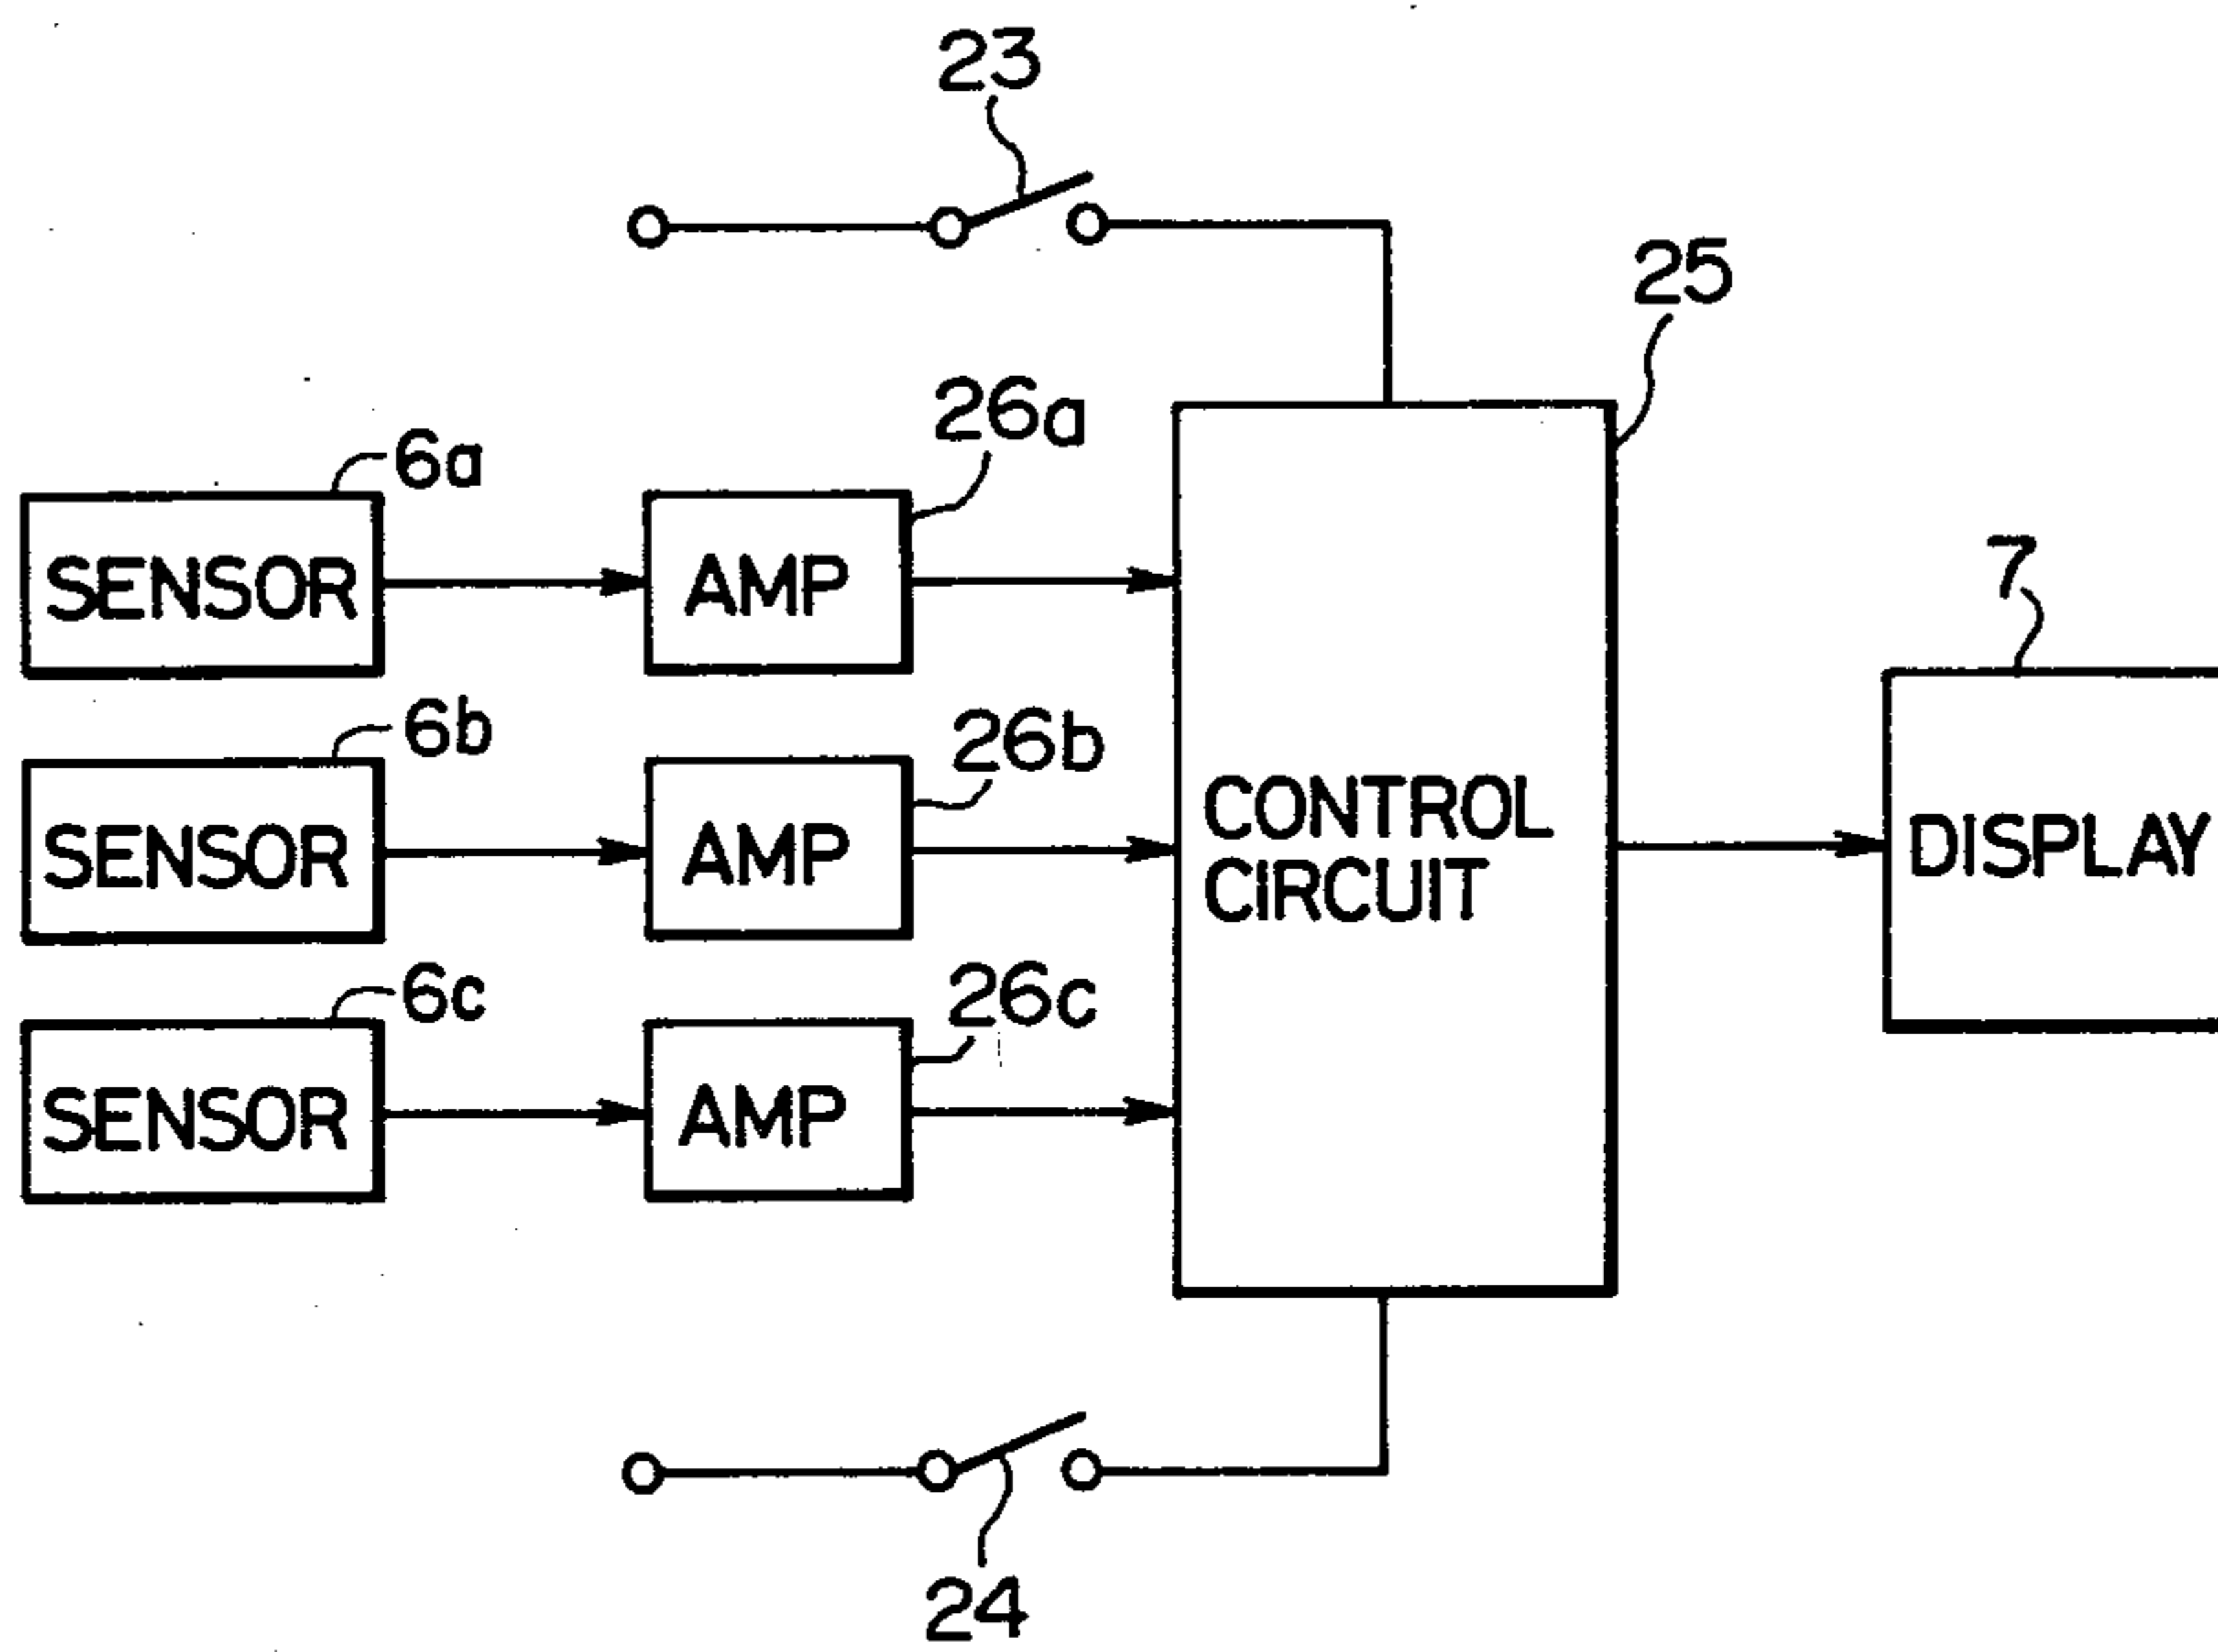 23
25
26a
6a
SENSOR
AMP
7
6b
26b
SENSOR
AMP
CONTROL
CIRCUIT
DISPLAY
6c
26c
SENSOR
AMP
24